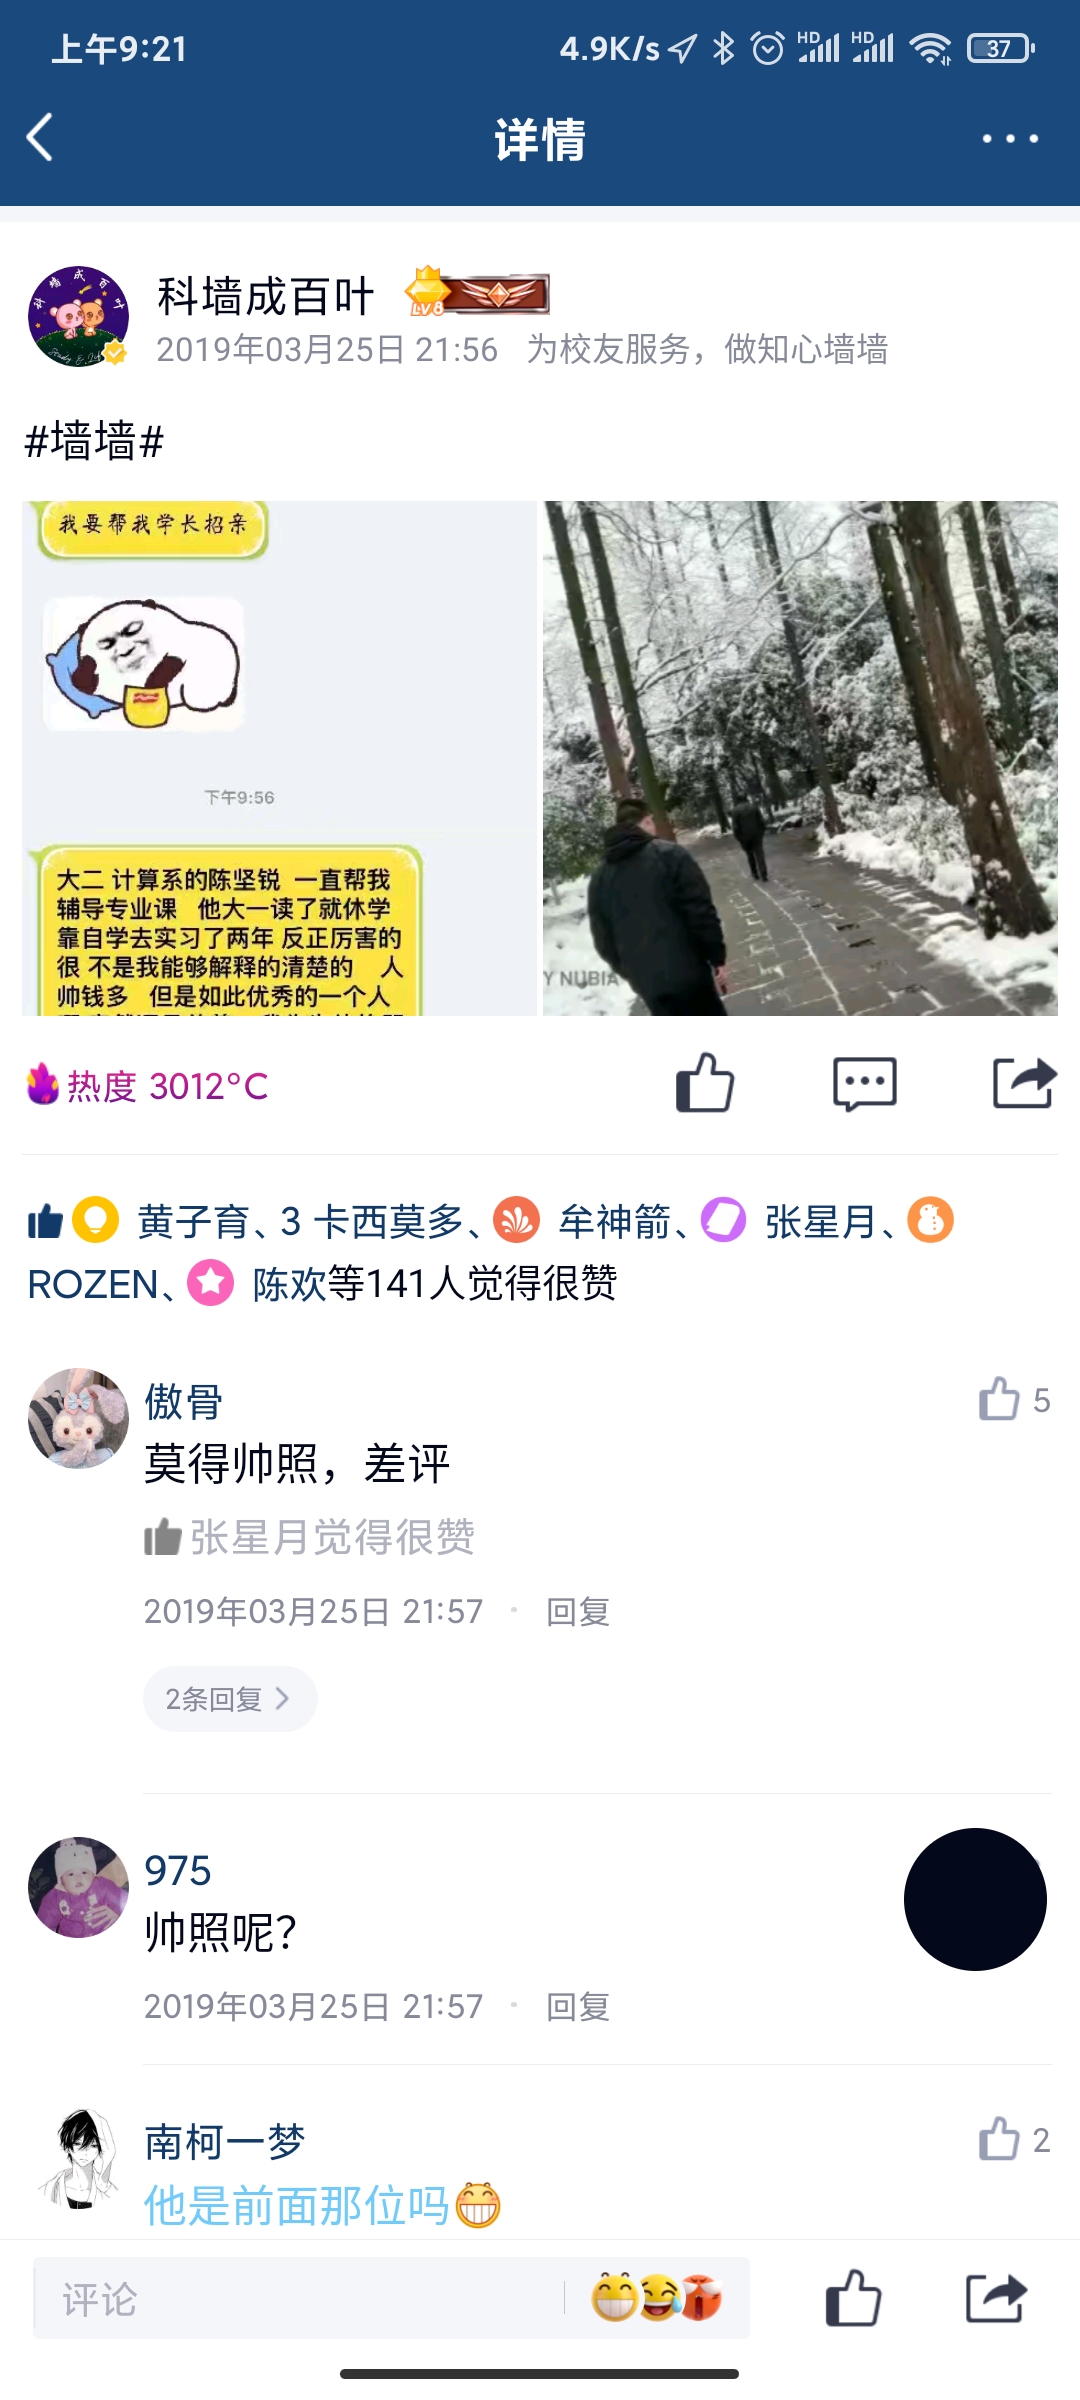 上午9:21
4.9K/s
HD
HD
37
详情
科墙成百叶
LV8
2019年03月25日 21:56 为校友服务，做知心墙墙
#墙墙#
我要帮我学长招亲
下午9:56
大二 计算系的陈坚锐 一直帮我
辅导专业课 他大一读了就休学
靠自学去实习了两年 反正厉害的
很 不是我能够解释的清楚的 人
帅钱多 但是如此优秀的一个人
Y NUBIA
热度 3012°C
黄子育、3 卡西莫多、 牟神箭、 张星月、
ROZEN、 陈欢等141人觉得很赞
傲骨
5
莫得帅照，差评
张星月觉得很赞
2019年03月25日 21:57 · 回复
2条回复
975
帅照呢？
2019年03月25日 21:57 · 回复
南柯一梦
2
他是前面那位吗
评论